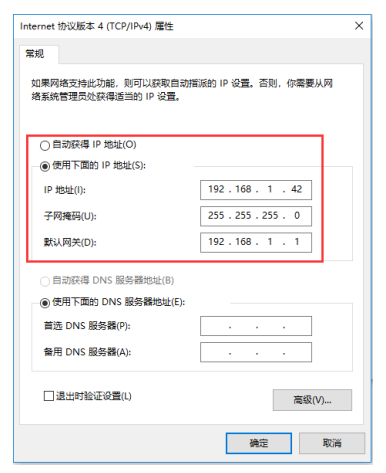 Internet 协议版本 4 (TCP/IPv4) 属性
常规
如果网络支持此功能，则可以获取自动指派的 IP 设置。否则，你需要从网
络系统管理员处获得适当的 IP 设置。
自动获得 IP 地址(O)
使用下面的 IP 地址(S):
IP 地址(I): 192 . 168 . 1 . 42
子网掩码(U): 255 . 255 . 255 . 0
默认网关(D): 192 . 168 . 1 . 1
自动获得 DNS 服务器地址(B)
使用下面的 DNS 服务器地址(E):
首选 DNS 服务器(P): . . .
备用 DNS 服务器(A): . . .
退出时验证设置(L)
高级(V)...
确定 取消